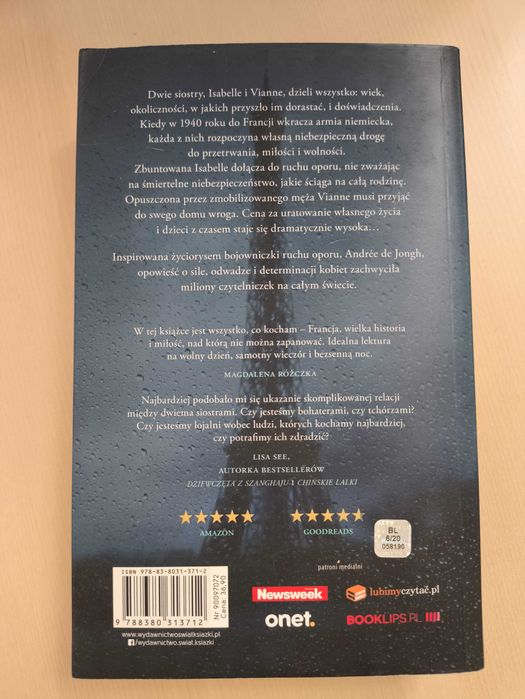 Dwie siostry, Isabelle i Vianne, dzieli wszystko: wiek,
okoliczności, w jakich przyszło im dorastać, i doświadczenia.
Kiedy w 1940 roku do Francji wkracza armia niemiecka,
każda z nich rozpoczyna własną niebezpieczną drogę
do przetrwania, miłości i wolności.
Zbuntowana Isabelle dołącza do ruchu oporu, nie zważając
na śmiertelne niebezpieczeństwo, jakie ściąga na całą rodzinę.
Opuszczona przez zmobilizowanego męża Vianne musi przyjąć
do swego domu wroga. Cena za uratowanie własnego życia
i dzieci z czasem staje się dramatycznie wysoka…
Inspirowana życiorysem bojowniczki ruchu oporu, Andrée de Jongh,
opowieść o sile, odwadze i determinacji kobiet zachwyciła
miliony czytelniczek na całym świecie.
W tej książce jest wszystko, co kocham – Francja, wielka historia
i miłość, nad którą nie można zapanować. Idealna lektura
na wolny dzień, samotny wieczór i bezsenną noc.
MAGDALENA RÓŻCZKA
Najbardziej podobało mi się ukazanie skomplikowanej relacji
między dwiema siostrami. Czy jesteśmy bohaterami, czy tchórzami?
Czy jesteśmy lojalni wobec ludzi, których kochamy najbardziej,
czy potrafimy ich zdradzić?
LISA SEE,
AUTORKA BESTSELLERÓW
DZIEWCZĘTA Z SZANGHAJU I CHIŃSKIE LALKI
AMAZON
GOODREADS
BL
6/20
058190
patroni medialni
ISBN 978-83-8031-371-2
9 788380 313712
Nr 90097072
Cena: 36,90
Newsweek
lubimyczytać.pl
onet.
BOOKLIPS.PL
www.wydawnictwoswiatksiazki.pl
/wydawnictwo.swiat.ksiazki